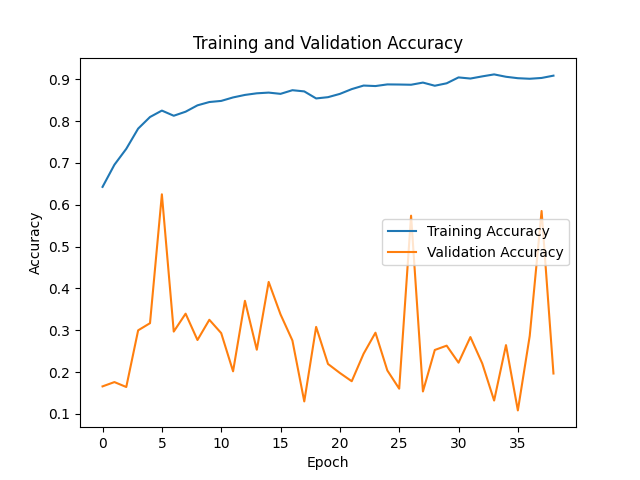 Training and Validation Accuracy
0.9
0.8
0.7
0.6
0.5
0.4
0.3
0.2
0.1
Accuracy
Training Accuracy
Validation Accuracy
0 5 10 15 20 25 30 35
Epoch